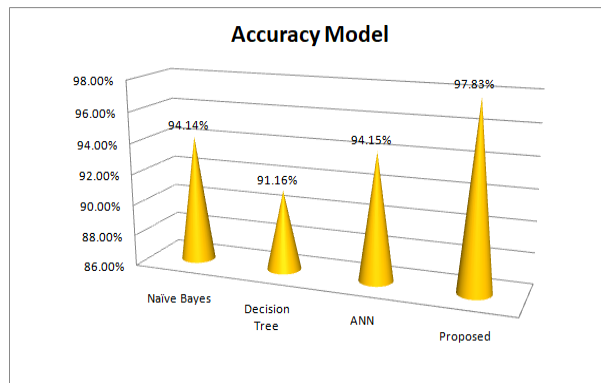 Accuracy Model
98.00%
96.00%
94.00%
92.00%
90.00%
88.00%
86.00%
94.14%
91.16%
94.15%
97.83%
Naïve Bayes
Decision
Tree
ANN
Proposed